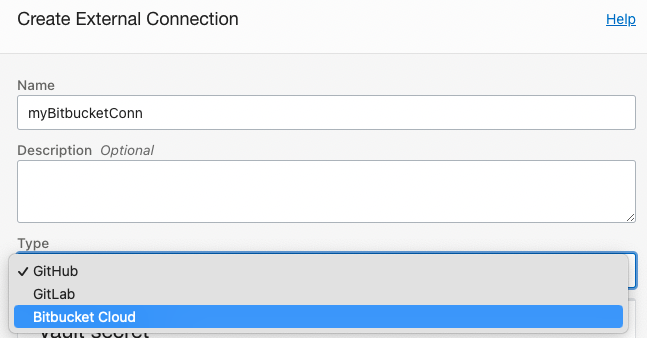 Create External Connection
Help
Name
myBitbucketConn
Description Optional
Type
✓ GitHub
GitLab
Bitbucket Cloud
Vault secret